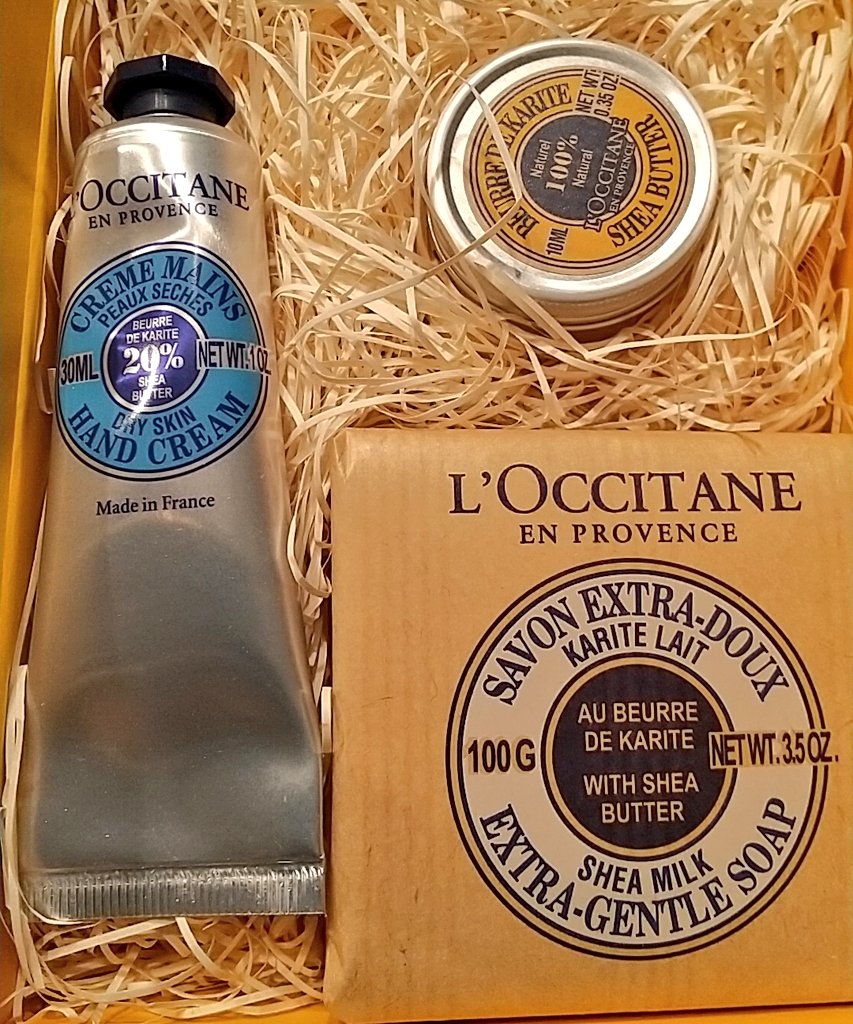 L'OCCITANE
EN PROVENCE
CREME MAINS
PEAUX SECHES
BEURRE
DE KARITE
20%
SHEA
BUTTER
30ML
NET WT. 1 OZ.
DRY SKIN
HAND CREAM
Made in France
BEURRE DE KARITE
NET WT.
0.35 OZ.
Naturel
100%
Natural
L'OCCITANE
EN PROVENCE
10ML
SHEA BUTTER
L'OCCITANE
EN PROVENCE
SAVON EXTRA-DOUX
KARITE LAIT
AU BEURRE
DE KARITE
100 G
NET WT. 3.5 OZ.
WITH SHEA
BUTTER
SHEA MILK
EXTRA-GENTLE SOAP